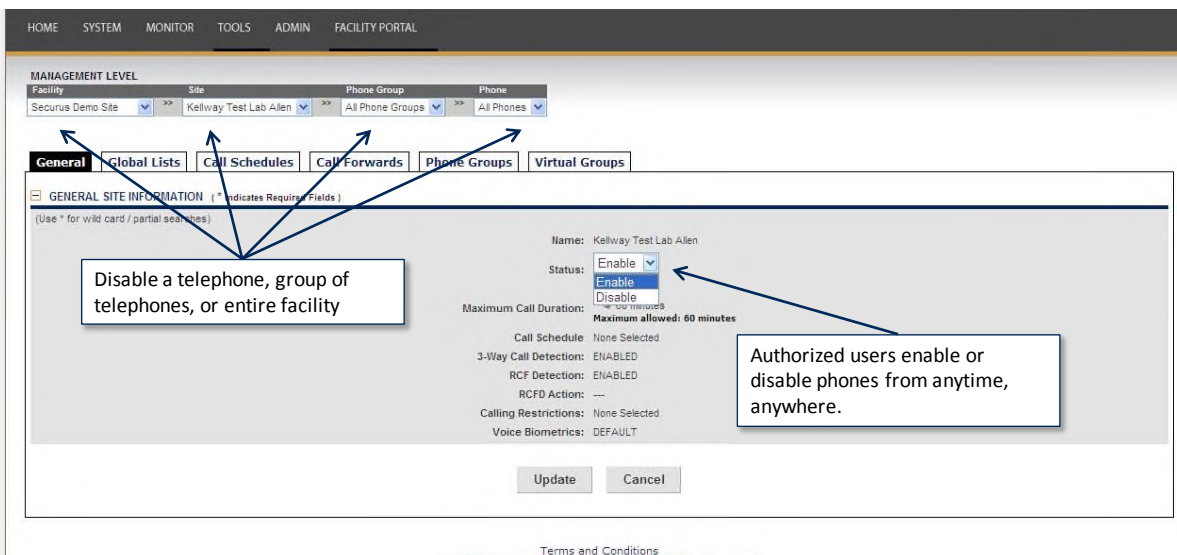 HOME SYSTEM MONITOR TOOLS ADMIN FACILITY PORTAL
MANAGEMENT LEVEL
Facility Site Phone Group Phone
Securus Demo Site >> Kellway Test Lab Allen >> All Phone Groups >> All Phones
General Global Lists Call Schedules Call Forwards Phone Groups Virtual Groups
GENERAL SITE INFORMATION ( * Indicates Required Fields )
(Use * for wild card / partial searches)
Name: Kellway Test Lab Allen
Status: Enable
Enable
Disable
Disable a telephone, group of
telephones, or entire facility
Maximum Call Duration: 60 minutes
Maximum allowed: 60 minutes
Call Schedule None Selected
3-Way Call Detection: ENABLED
RCF Detection: ENABLED
RCFD Action: ---
Calling Restrictions: None Selected
Voice Biometrics: DEFAULT
Authorized users enable or
disable phones from anytime,
anywhere.
Update Cancel
Terms and Conditions